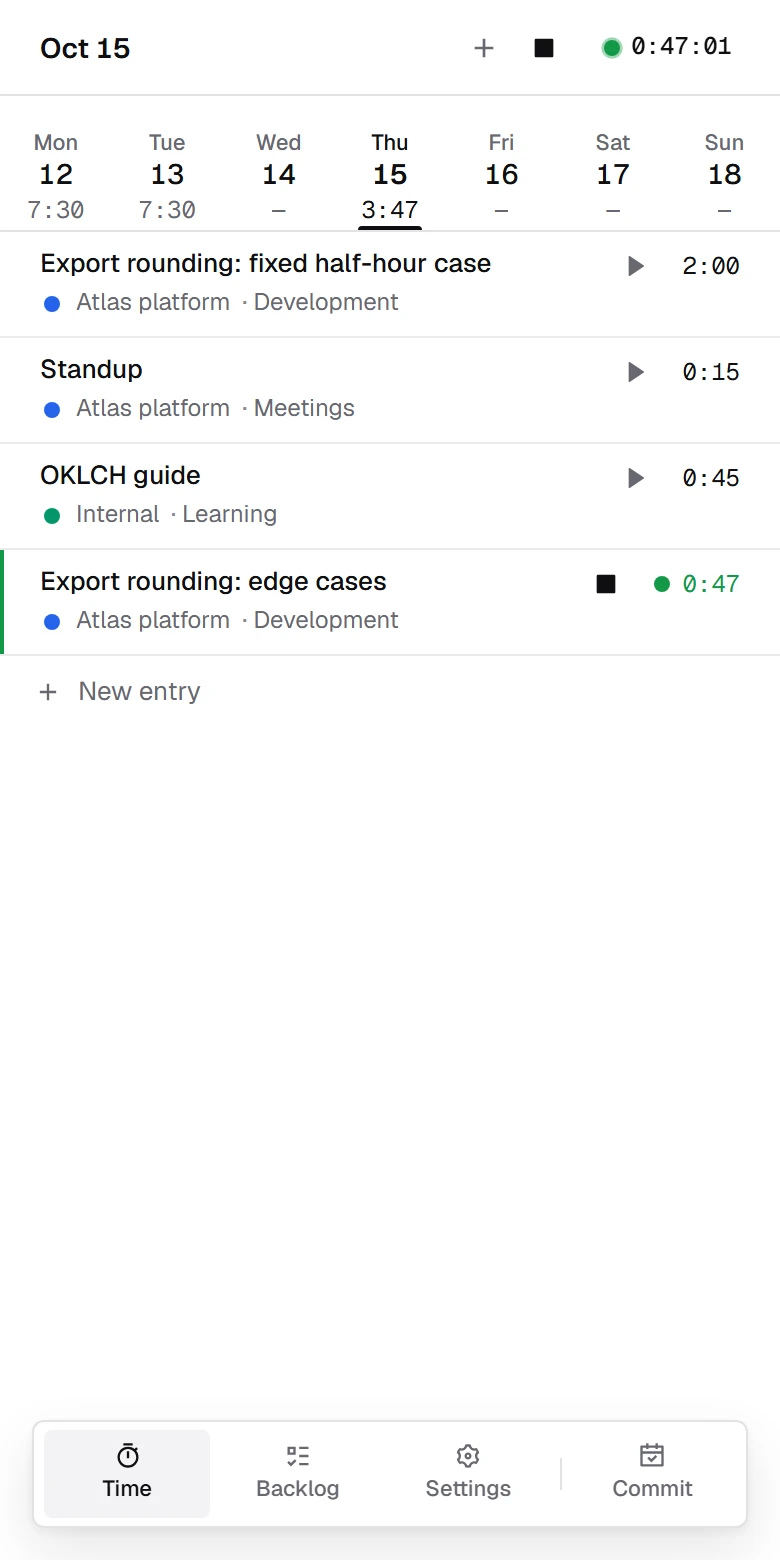 Oct 15 0:47:01
Mon Tue Wed Thu Fri Sat Sun
12 13 14 15 16 17 18
7:30 7:30 – 3:47 – – –
Export rounding: fixed half-hour case 2:00
Atlas platform · Development
Standup 0:15
Atlas platform · Meetings
OKLCH guide 0:45
Internal · Learning
Export rounding: edge cases 0:47
Atlas platform · Development
+ New entry
Time Backlog Settings Commit